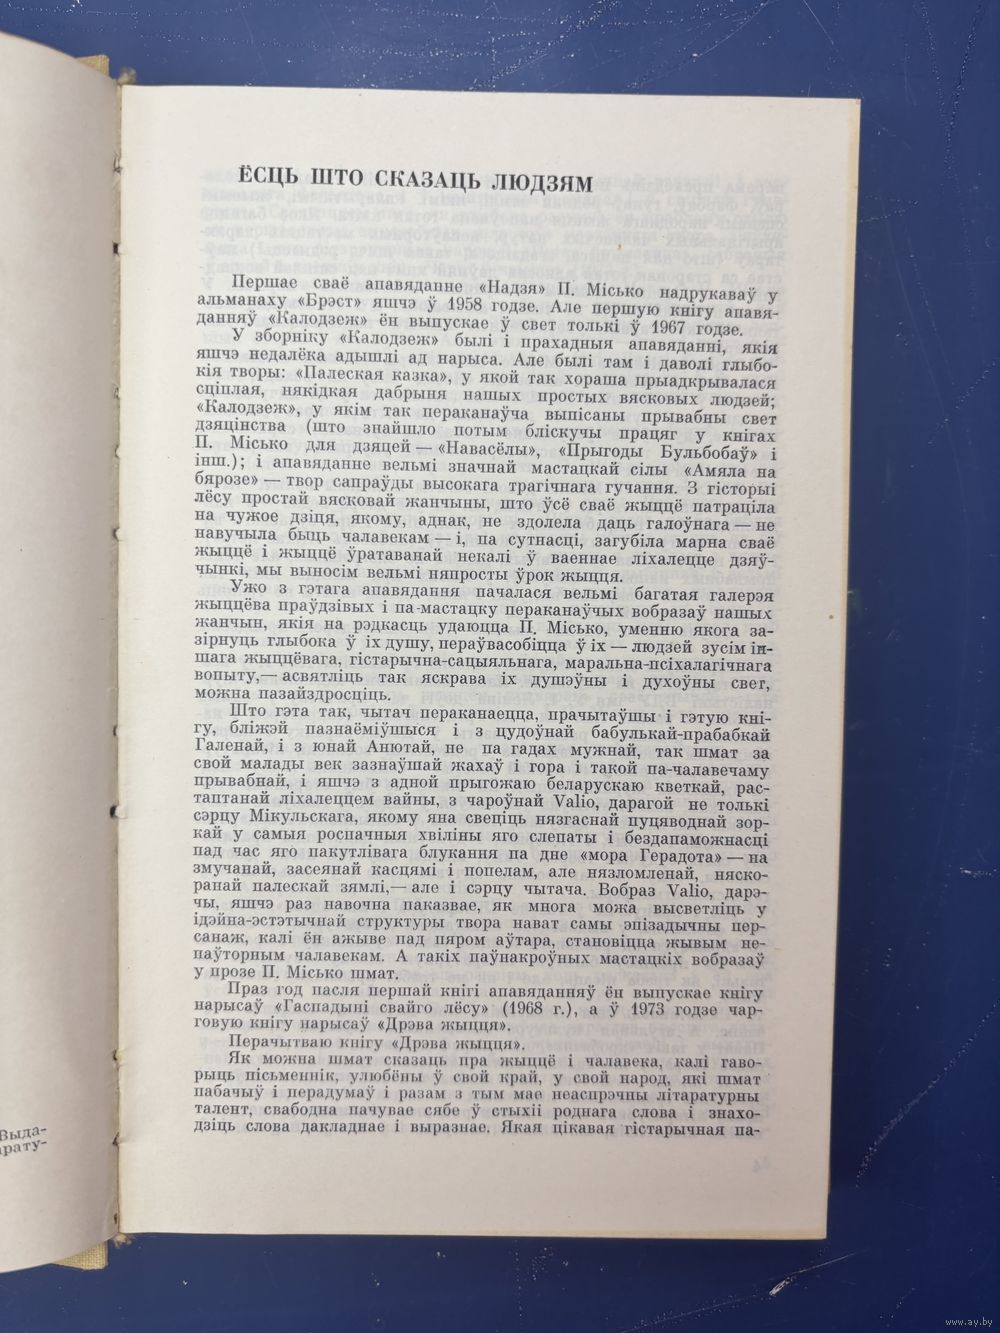 ЁСЦЬ ШТО СКАЗАЦЬ ЛЮДЗЯМ
Першае сваё апавяданне «Надзя» П. Місько надрукаваў у
альманаху «Брэст» яшчэ ў 1958 годзе. Але першую кнігу апавя-
данняў «Калодзеж» ён выпускае ў свет толькі ў 1967 годзе.
У зборніку «Калодзеж» былі і прахадныя апавяданні, якія
яшчэ недалёка адышлі ад нарыса. Але былі там і даволі глыбо-
кія творы: «Палеская казка», у якой так хораша прыадкрывалася
сціплая, някідкая дабрыня нашых простых вясковых людзей;
«Калодзеж», у якім так пераканаўча выпісаны прывабны свет
дзяцінства (што знайшло потым бліскучы працяг у кнігах
П. Місько для дзяцей — «Навасёлы», «Прыгоды Бульбобаў» і
інш.); і апавяданне вельмі значнай мастацкай сілы «Амяла на
бярозе» — твор сапраўды высокага трагічнага гучання. З гісторыі
лёсу простай вясковай жанчыны, што ўсё сваё жыццё патраціла
на чужое дзіця, якому, аднак, не здолела даць галоўнага — не
навучыла быць чалавекам — і, па сутнасці, загубіла марна сваё
жыццё і жыццё ўратаванай некалі ў ваеннае ліхалецце дзяў-
чынкі, мы выносім вельмі няпросты ўрок жыцця.
Ужо з гэтага апавядання пачалася вельмі багатая галерэя
жыццёва праўдзівых і па-мастацку пераканаўчых вобразаў нашых
жанчын, якія на рэдкасць удаюцца П. Місько, уменню якога за-
зірнуць глыбока ў іх душу, пераўвасобіцца ў іх — людзей зусім ін-
шага жыццёвага, гістарычна-сацыяльнага, маральна-псіхалагічнага
вопыту,— асвятліць так яскрава іх душэўны і духоўны свет,
можна пазайздросціць.
Што гэта так, чытач пераканаецца, прачытаўшы і гэтую кні-
гу, бліжэй пазнаёміўшыся і з цудоўнай бабулькай-прабабкай
Галенай, і з юнай Анютай, не па гадах мужнай, так шмат за
свой малады век зазнаўшай жахаў і гора і такой па-чалавечаму
прывабнай, і яшчэ з адной прыгожаю беларускаю кветкай, рас-
таптанай ліхалеццем вайны, з чароўнай Valio, дарагой не толькі
сэрцу Мікульскага, якому яна свеціць нязгаснай пуцяводнай зор-
кай у самыя роспачныя хвіліны яго слепаты і бездапаможнасці
пад час яго пакутлівага блукання па дне «мора Герадота» — на
змучанай, засеянай касцямі і попелам, але нязломленай, няско-
ранай палескай зямлі,— але і сэрцу чытача. Вобраз Valio, дарэ-
чы, яшчэ раз навочна паказвае, як многа можа высветліць у
ідэйна-эстэтычнай структуры твора нават самы эпізадычны пер-
санаж, калі ён ажыве пад пяром аўтара, становіцца жывым не-
паўторным чалавекам. А такіх паўнакроўных мастацкіх вобразаў
у прозе П. Місько шмат.
Праз год пасля першай кнігі апавяданняў ён выпускае кнігу
нарысаў «Гаспадыні свайго лёсу» (1968 г.), а ў 1973 годзе чар-
говую кнігу нарысаў «Дрэва жыцця».
Перачытваю кнігу «Дрэва жыцця».
Як можна шмат сказаць пра жыццё і чалавека, калі гаво-
рыць пісьменнік, улюбёны ў свой край, у свой народ, які шмат
пабачыў і перадумаў і разам з тым мае неаспрэчны літаратурны
талент, свабодна пачувае сябе ў стыхіі роднага слова і знахо-
дзіць слова дакладнае і выразнае. Якая цікавая гістарычная па-
Выда-
рату-
www.ay.by